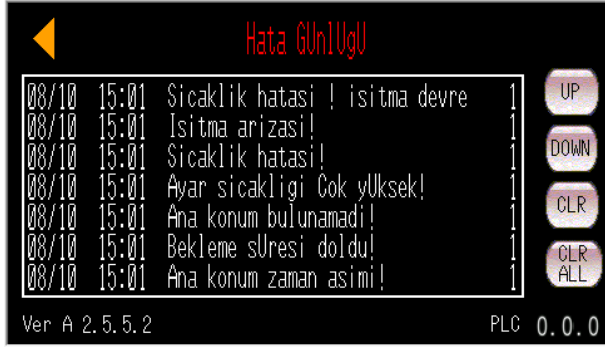 Hata GUnlUgU
08/10 15:01 Sicaklik hatasi ! isitma devre 1
08/10 15:01 Isitma arizasi! 1
08/10 15:01 Sicaklik hatasi! 1
08/10 15:01 Ayar sicakligi Cok yUksek! 1
08/10 15:01 Ana konum bulunamadi! 1
08/10 15:01 Bekleme sUresi doldu! 1
08/10 15:01 Ana konum zaman asimi! 1
UP
DOWN
CLR
CLR
ALL
Ver A 2.5.5.2
PLC 0.0.0